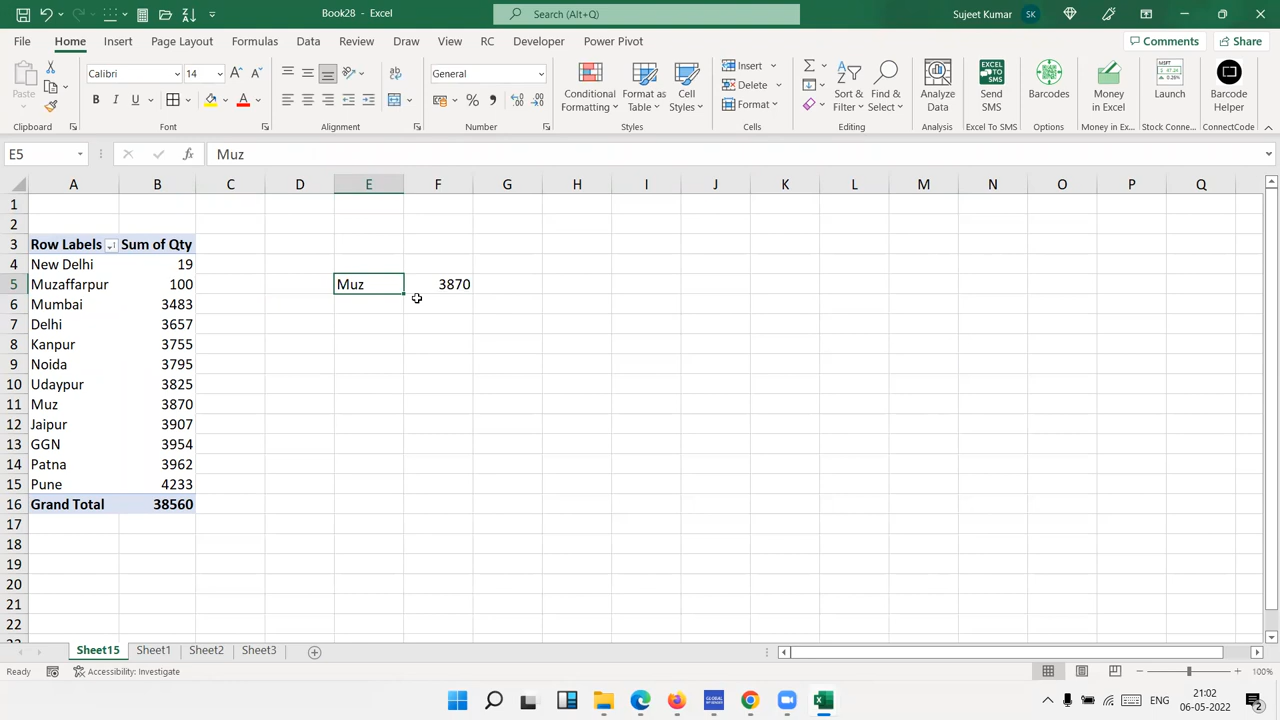 Book28 - Excel
Search (Alt+Q)
Sujeet Kumar
SK
File Home Insert Page Layout Formulas Data Review View Draw RC Developer Power Pivot
Comments
Share
Paste
Calibri
14
General
Conditional Formatting
Format as Table
Cell Styles
Insert
Delete
Format
Sort & Filter
Find & Select
Analyze Data
Send SMS
Barcodes
Money in Excel
Launch
Barcode Helper
Clipboard
Font
Alignment
Number
Styles
Cells
Editing
Analysis
Excel To SMS
Options
Money in Ex...
Stock Conne...
ConnectCode
E5
Muz
A B C D E F G H I J K L M N O P Q
1
2
3 Row Labels Sum of Qty
4 New Delhi 19
5 Muzaffarpur 100 Muz 3870
6 Mumbai 3483
7 Delhi 3657
8 Kanpur 3755
9 Noida 3795
10 Udaypur 3825
11 Muz 3870
12 Jaipur 3907
13 GGN 3954
14 Patna 3962
15 Pune 4233
16 Grand Total 38560
17
18
19
20
21
22
Sheet15 Sheet1 Sheet2 Sheet3
Ready
Accessibility: Investigate
100%
ENG
21:02
06-05-2022
2